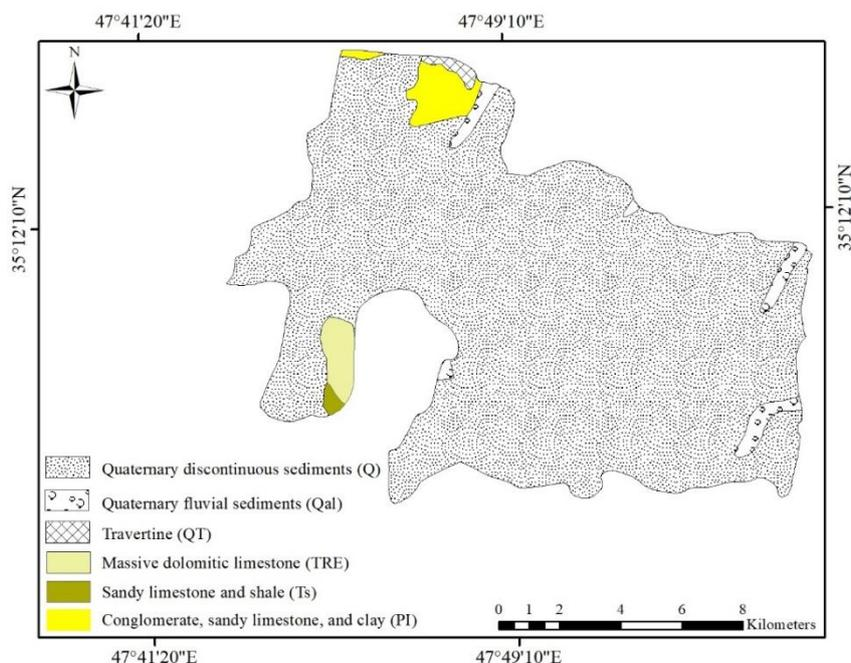 47°41'20"E 47°49'10"E
N
35°12'10"N
35°12'10"N
Quaternary discontinuous sediments (Q)
Quaternary fluvial sediments (Qal)
Travertine (QT)
Massive dolomitic limestone (TRE)
Sandy limestone and shale (Ts)
Conglomerate, sandy limestone, and clay (PI)
0 1 2 4 6 8
Kilometers
47°41'20"E 47°49'10"E